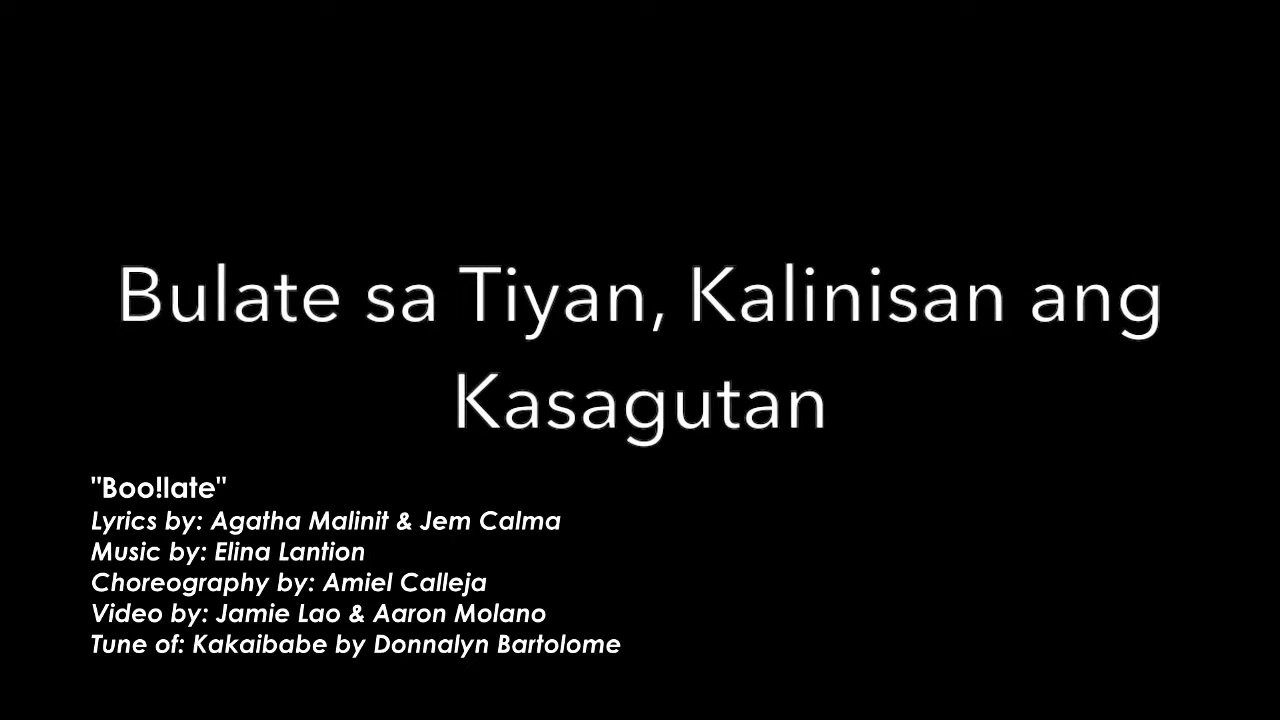 Bulate sa Tiyan, Kalinisan ang
Kasagutan
"Boo!late"
Lyrics by: Agatha Malinit & Jem Calma
Music by: Elina Lantion
Choreography by: Amiel Calleja
Video by: Jamie Lao & Aaron Molano
Tune of: Kakaibabe by Donnalyn Bartolome